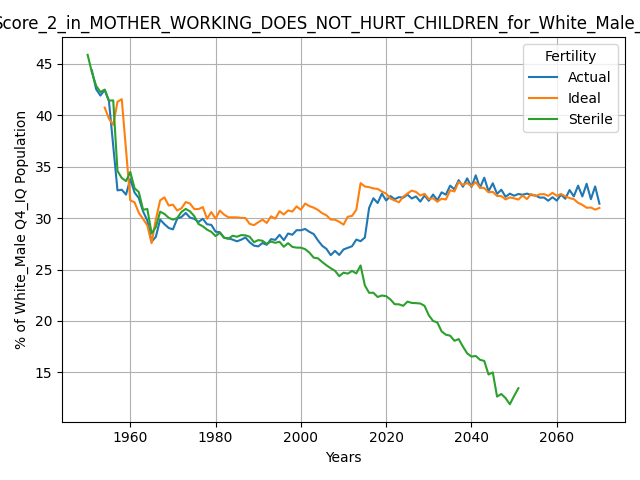 Score_2_in_MOTHER_WORKING_DOES_NOT_HURT_CHILDREN_for_White_Male_
Fertility
Actual
Ideal
Sterile
% of White_Male Q4_IQ Population
45
40
35
30
25
20
15
1960 1980 2000 2020 2040 2060
Years